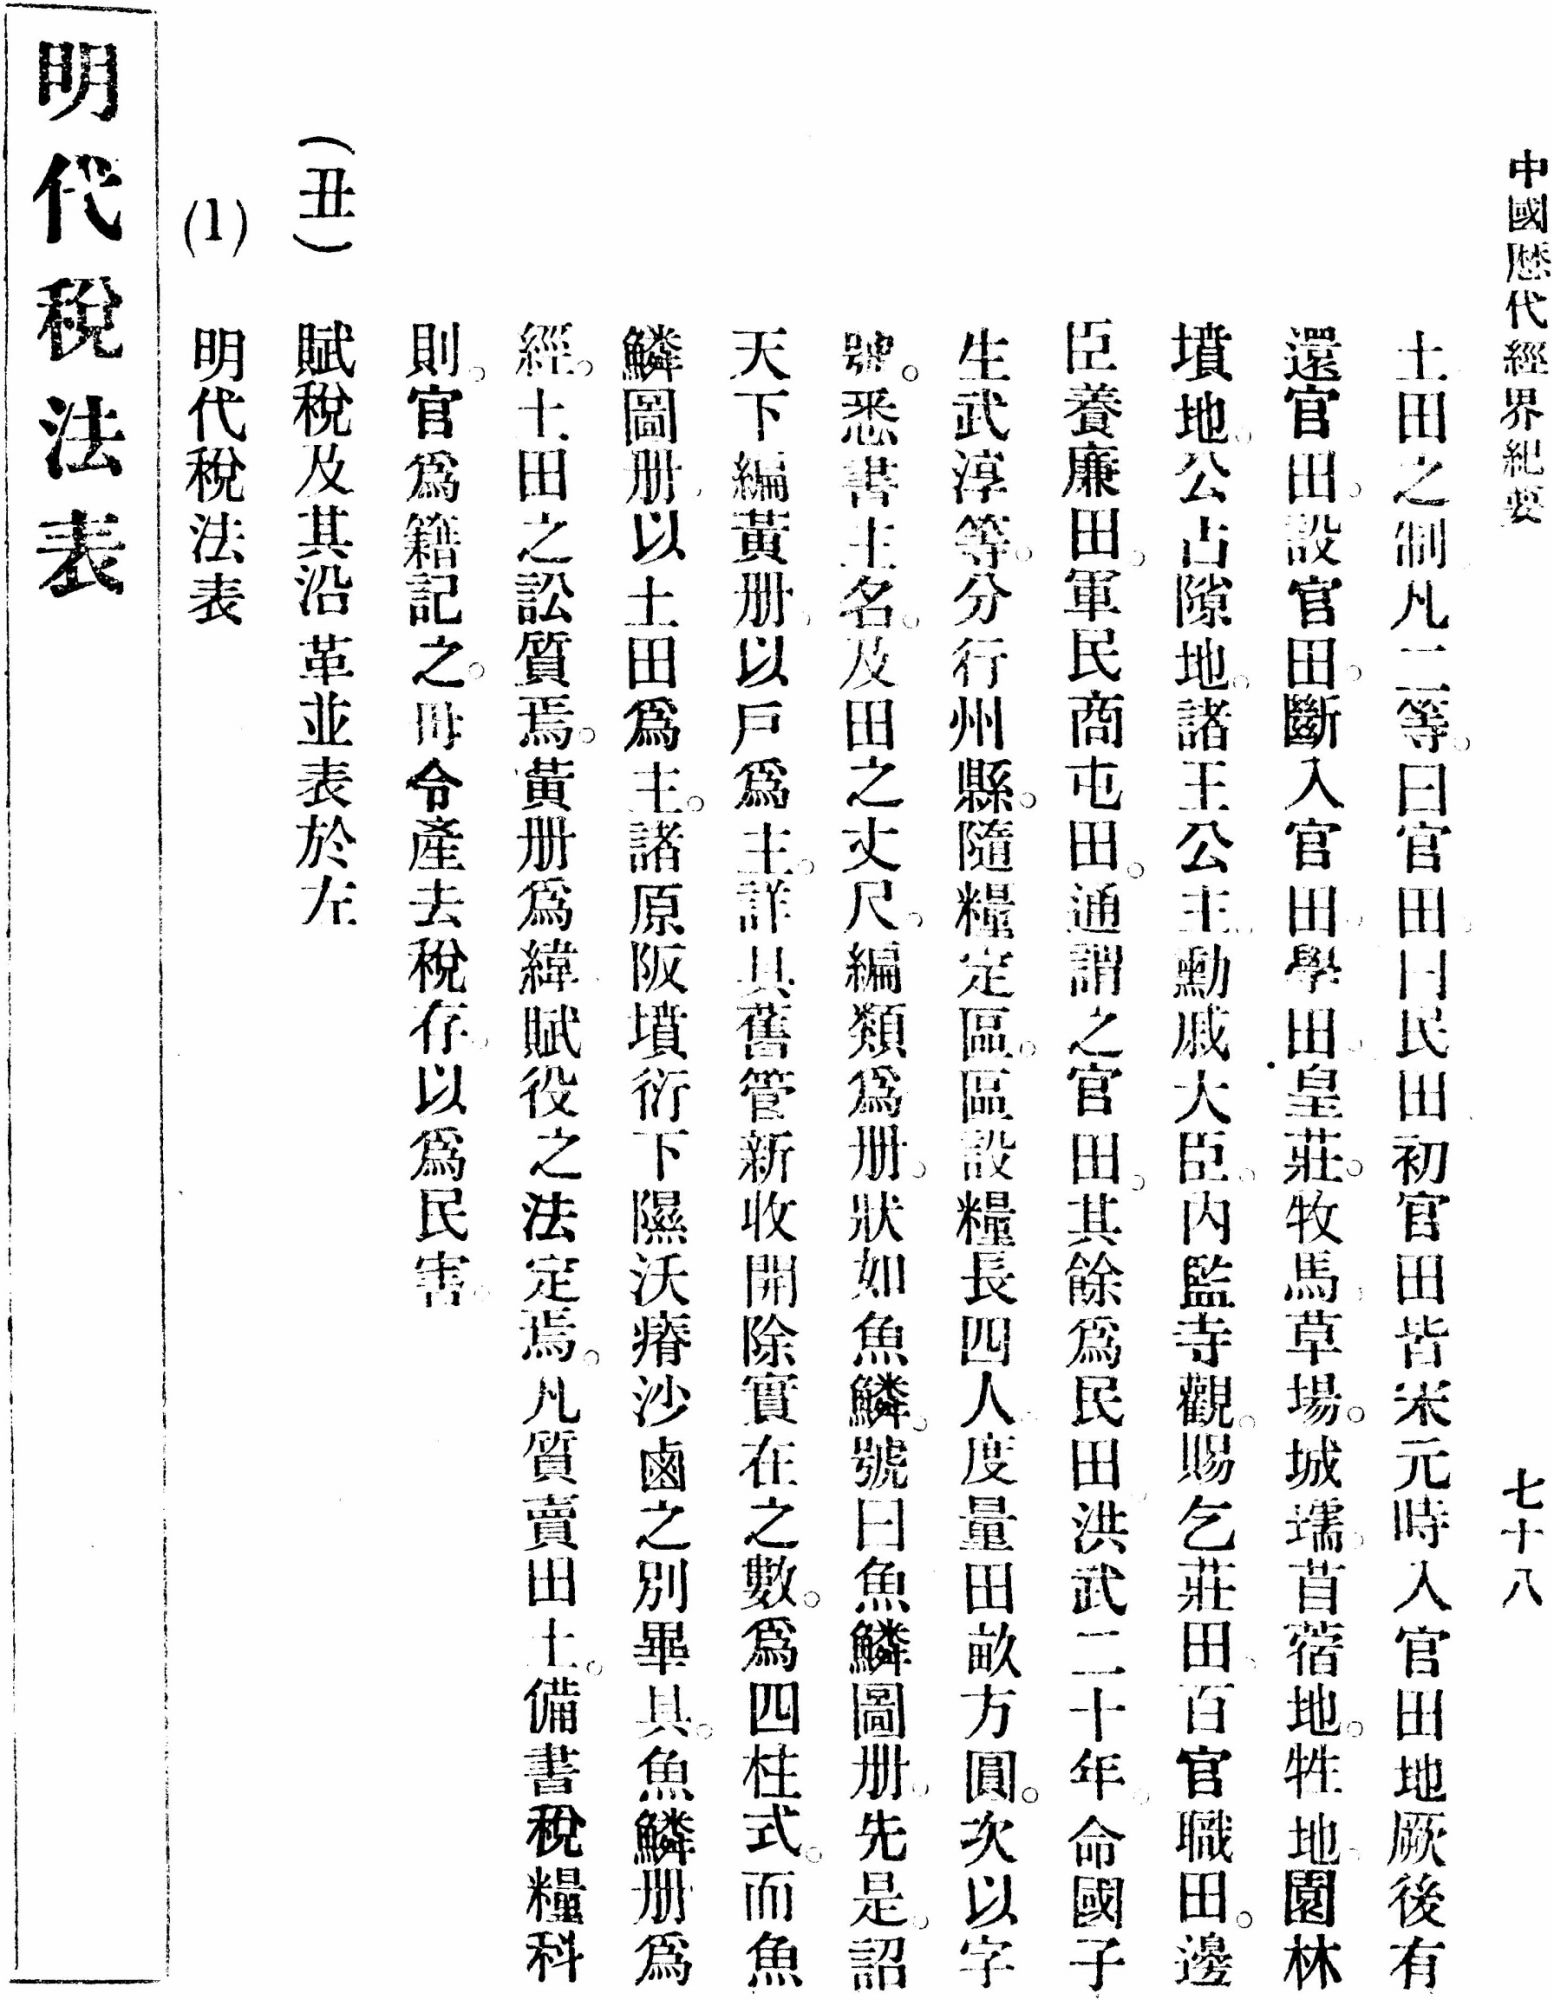 中國歷代經界紀要
七十八
土田之制凡二等。曰官田曰民田初官田皆宋元時入官田地厥後有
還官田。設官田。斷入官田。學田。皇莊。牧馬草場。城壖。苜蓿地。牲地。園林
墳地。公占隙地。諸王公主勳戚大臣。內監寺觀。賜乞莊田。百官職田。邊
臣養廉田。軍民商屯田。通謂之官田。其餘爲民田洪武二十年。命國子
生武淳等。分行州縣。隨糧定區。區設糧長四人。度量田畝方圓。次以字
號。悉書主名。及田之丈尺。編類爲册。狀如魚鱗。號曰魚鱗圖册。先是。詔
天下編黃册。以戶爲主。詳具舊管新收開除實在之數。爲四柱式。而魚
鱗圖册。以土田爲主。諸原阪墳衍下隰沃瘠沙鹵之別畢具。魚鱗册爲
經。土田之訟質焉。黃册爲緯。賦役之法定焉。凡質賣田土。備書稅糧科
則。官爲籍記之。毋令產去稅存。以爲民害。
(丑) 賦稅及其沿革並表於左
(1) 明代稅法表
明代稅法表